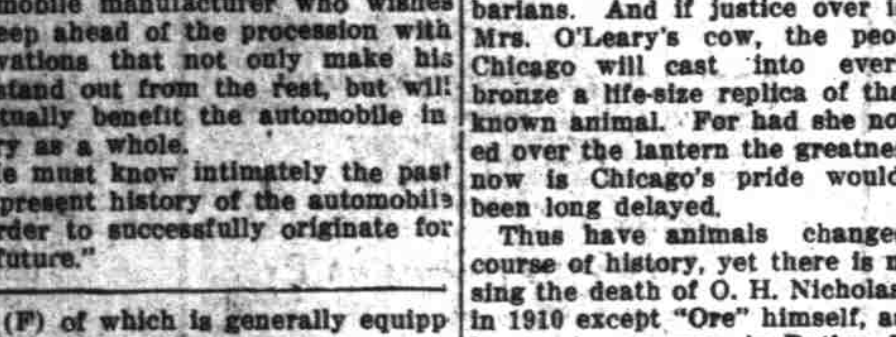 mobile manufacturer who wishes
eep ahead of the procession with
vations that not only make his
stand out from the rest, but will
tually benefit the automobile in
ry as a whole.
e must know intimately the past
present history of the automobile
rder to successfully originate for
future."
(F) of which is generally equipp
barians. And if justice over
Mrs. O'Leary's cow, the peo
Chicago will cast into ever
bronze a life-size replica of tha
known animal. For had she no
ed over the lantern the greatne
now is Chicago's pride would
been long delayed.
Thus have animals changed
course of history, yet there is n
sing the death of O. H. Nicholas
in 1910 except "Ore" himself, a